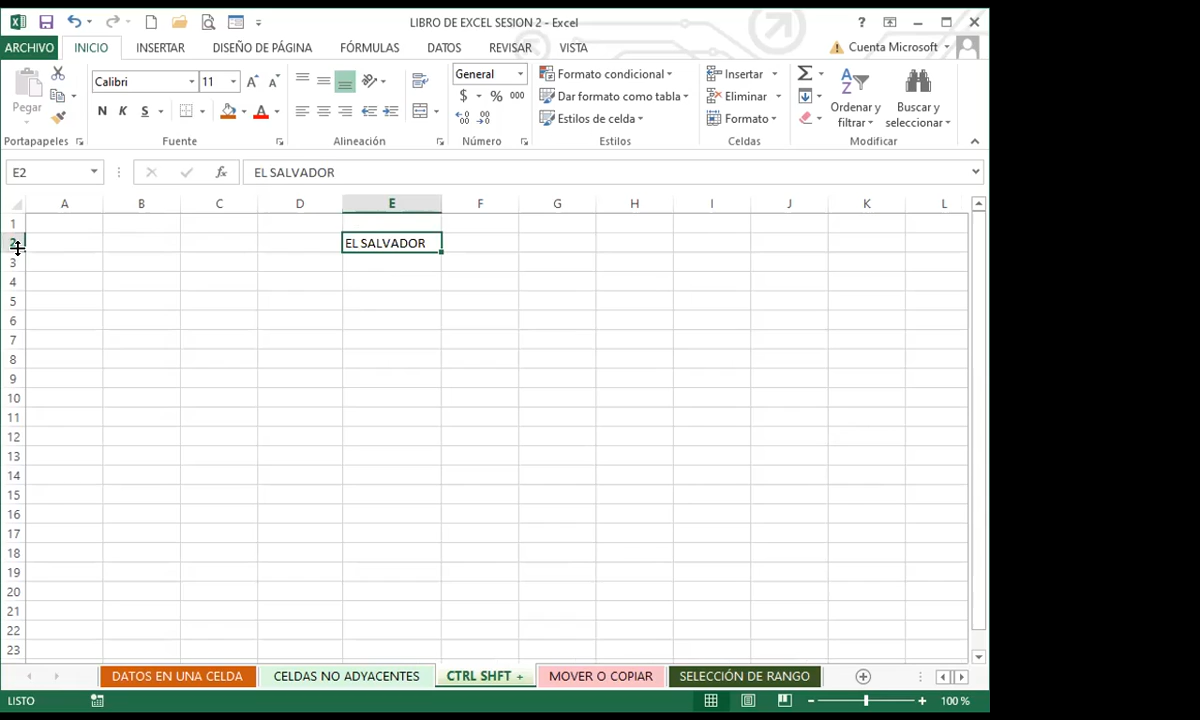 LIBRO DE EXCEL SESION 2 - Excel
?
ARCHIVO INICIO INSERTAR DISEÑO DE PÁGINA FÓRMULAS DATOS REVISAR VISTA Cuenta Microsoft
Pegar
Calibri 11
General
Formato condicional
Insertar
N K S
$ % 000
Dar formato como tabla
Eliminar
Estilos de celda
Formato
Ordenar y filtrar
Buscar y seleccionar
Portapapeles Fuente Alineación Número Estilos Celdas Modificar
E2 fx EL SALVADOR
A B C D E F G H I J K L
1
2 EL SALVADOR
3
4
5
6
7
8
9
10
11
12
13
14
15
16
17
18
19
20
21
22
23
DATOS EN UNA CELDA CELDAS NO ADYACENTES CTRL SHFT + MOVER O COPIAR SELECCIÓN DE RANGO
LISTO 100 %